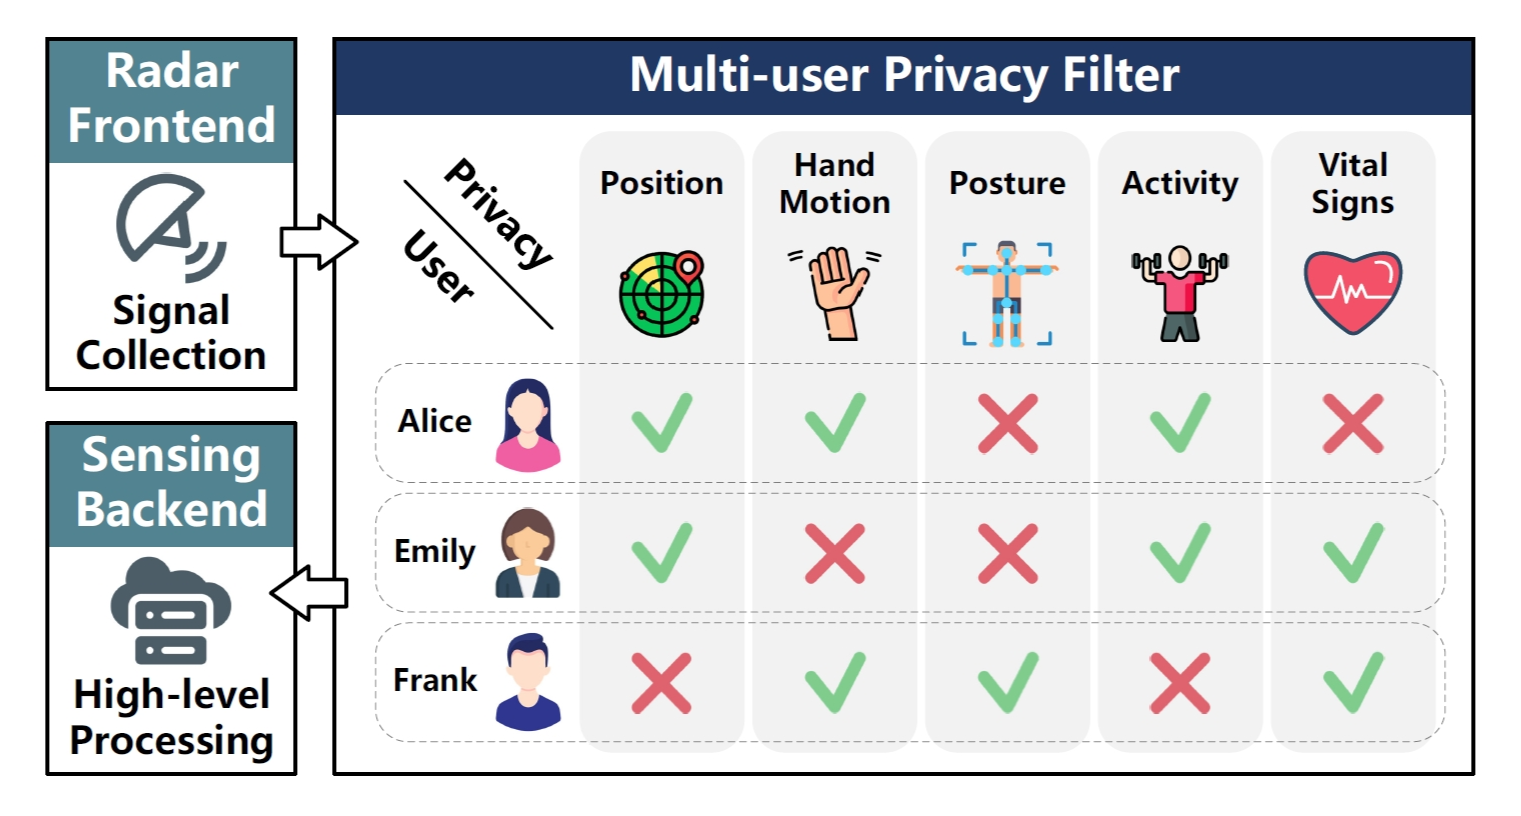 Radar
Frontend
Signal
Collection
Sensing
Backend
High-level
Processing
Multi-user Privacy Filter
Privacy
User
Position
Hand
Motion
Posture
Activity
Vital
Signs
Alice
Emily
Frank